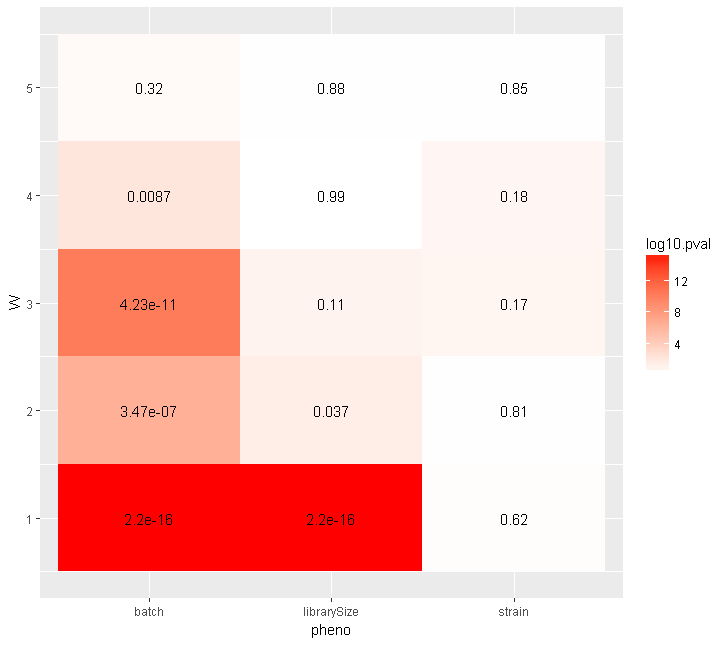 5
0.32
0.88
0.85
4
0.0087
0.99
0.18
log10.pval
12
8
4
W
3
4.23e-11
0.11
0.17
2
3.47e-07
0.037
0.81
1
2.2e-16
2.2e-16
0.62
batch
librarySize
strain
pheno